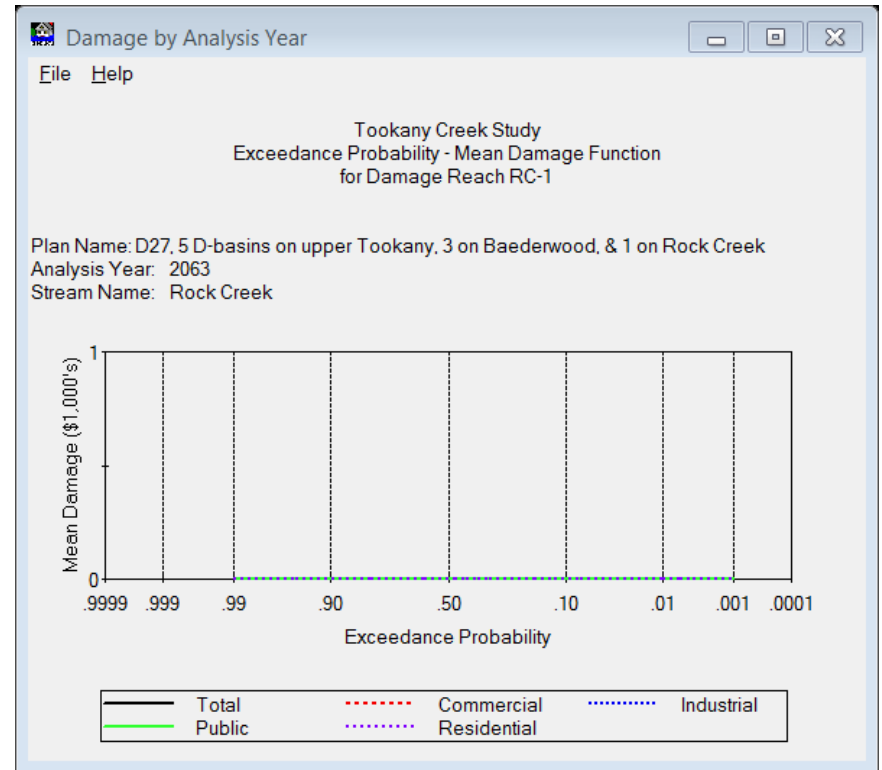 Damage by Analysis Year
File Help
Tookany Creek Study
Exceedance Probability - Mean Damage Function
for Damage Reach RC-1
Plan Name: D27, 5 D-basins on upper Tookany, 3 on Baederwood, & 1 on Rock Creek
Analysis Year: 2063
Stream Name: Rock Creek
Mean Damage ($1,000's)
1
0
.9999 .999 .99 .90 .50 .10 .01 .001 .0001
Exceedance Probability
Total Commercial Industrial
Public Residential